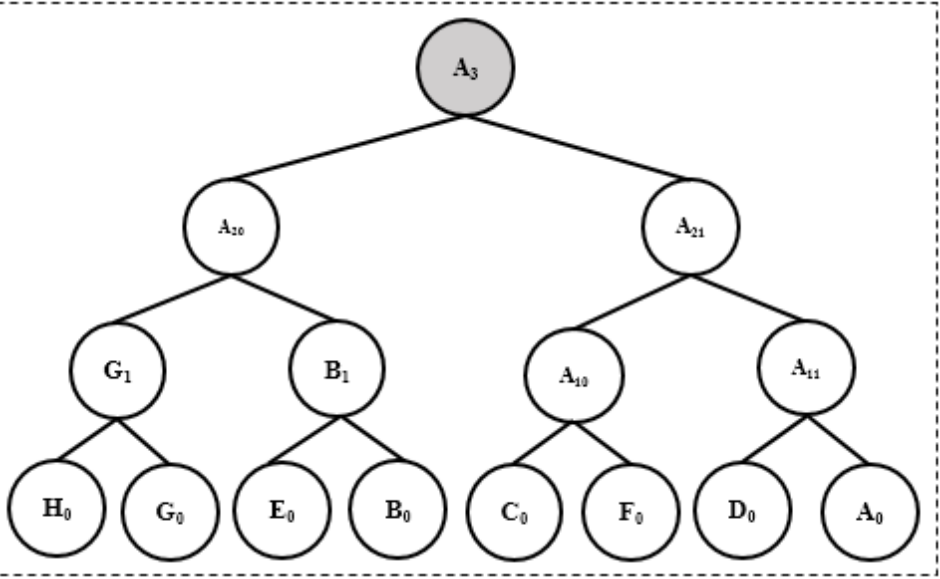 A₃
A₂₀ A₂₁
G₁ B₁ A₁₀ A₁₁
H₀ G₀ E₀ B₀ C₀ F₀ D₀ A₀